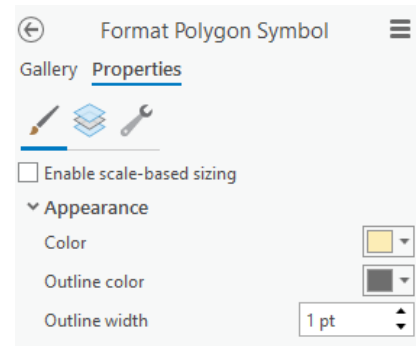 Format Polygon Symbol
Gallery Properties
Enable scale-based sizing
Appearance
Color
Outline color
Outline width 1 pt